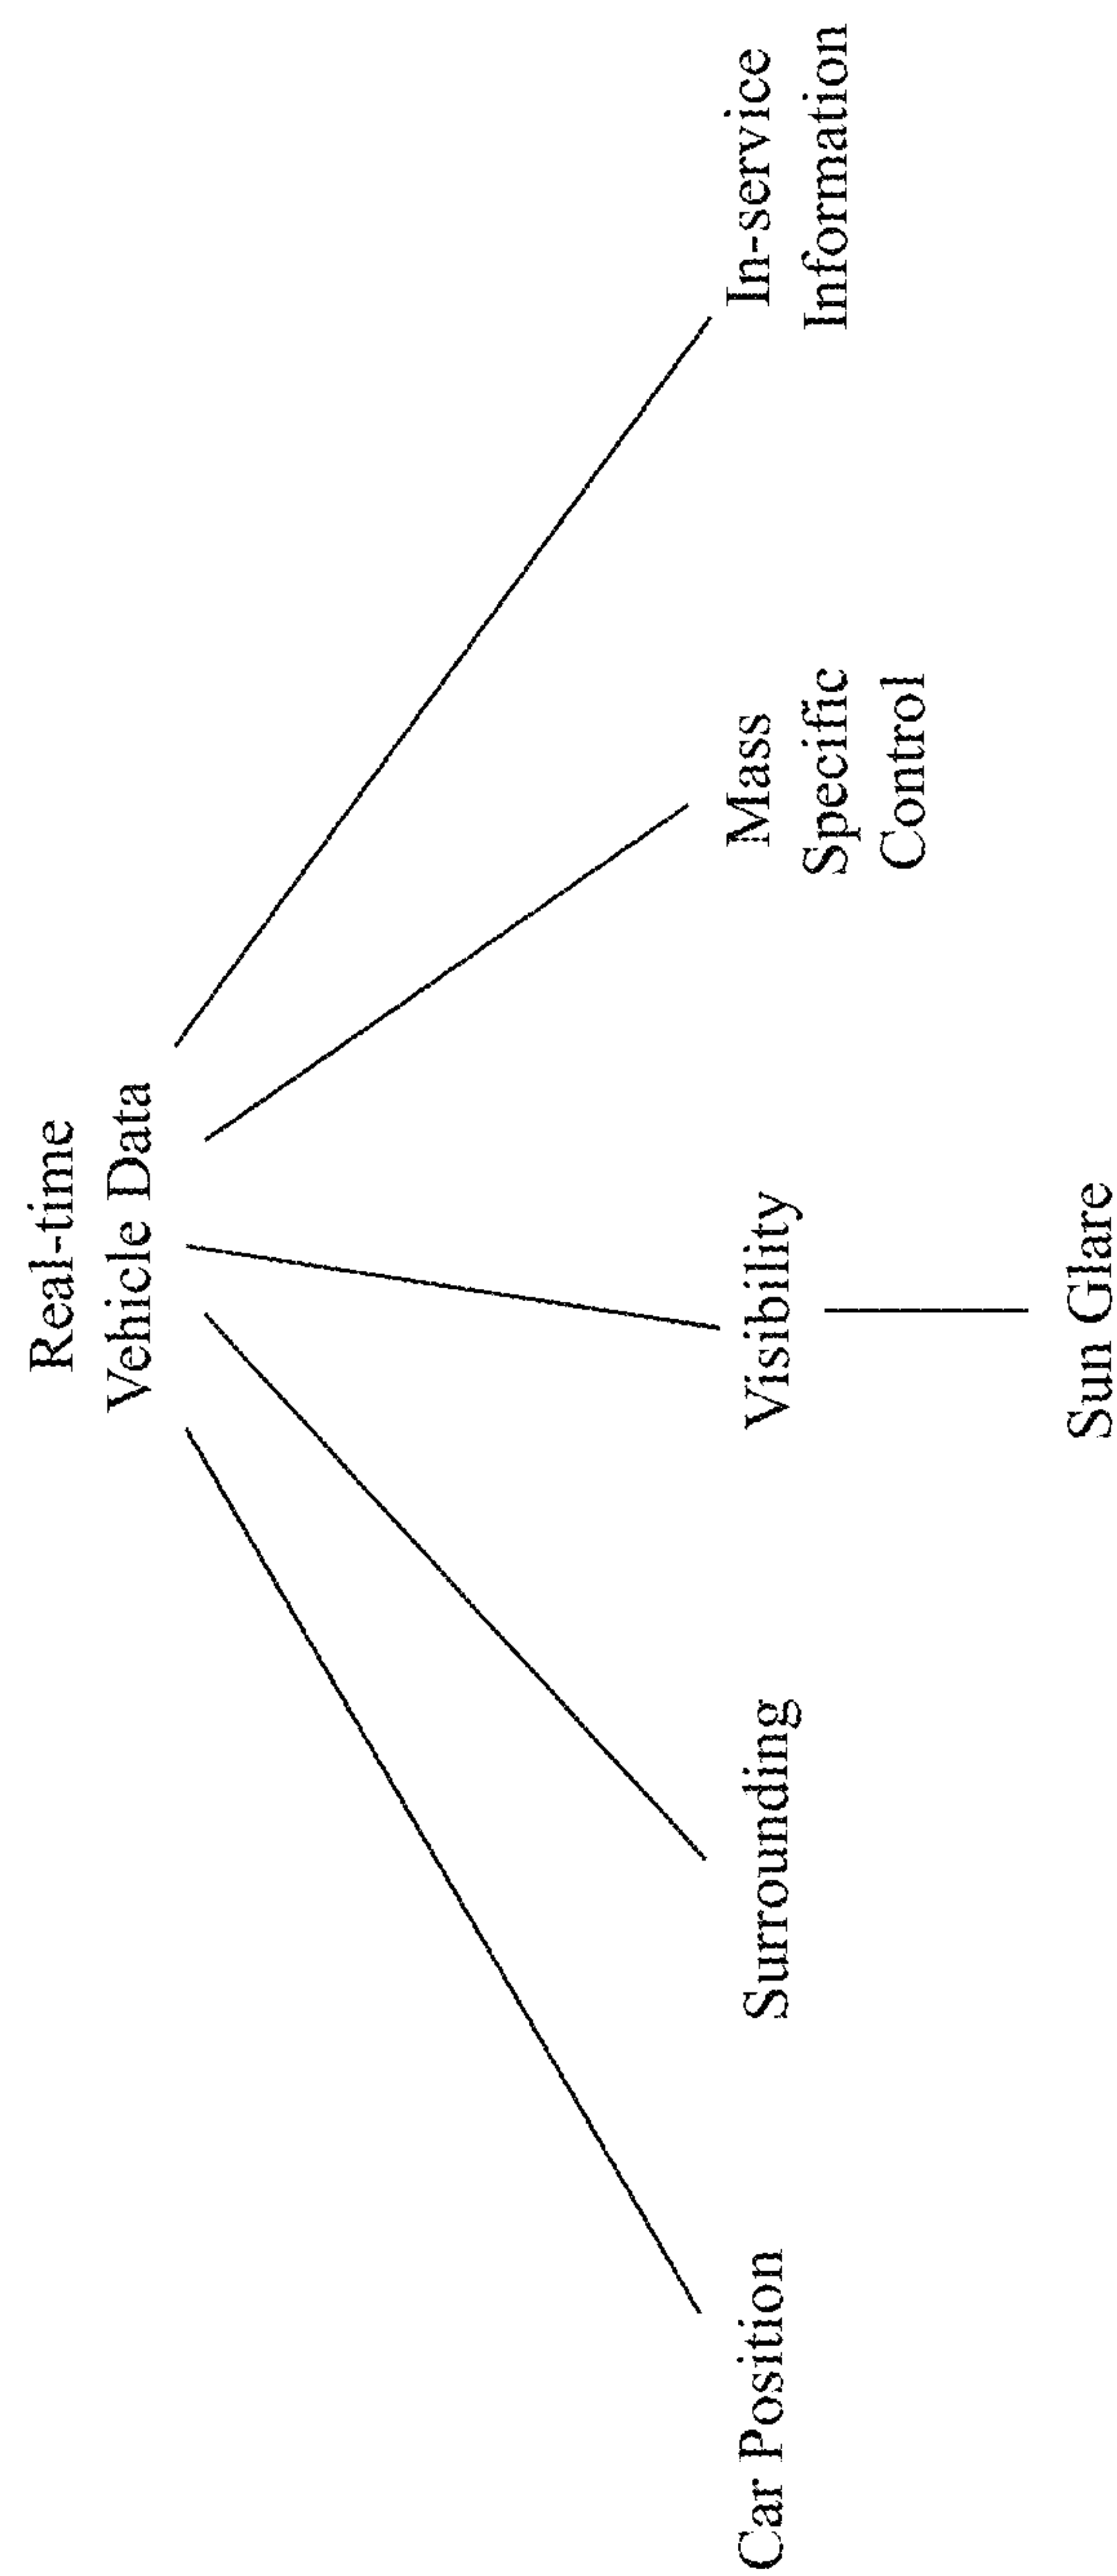 Real-time
Vehicle Data
Car Position
Surrounding
Visibility
Mass
Specific
Control
In-service
Information
Sun Glare